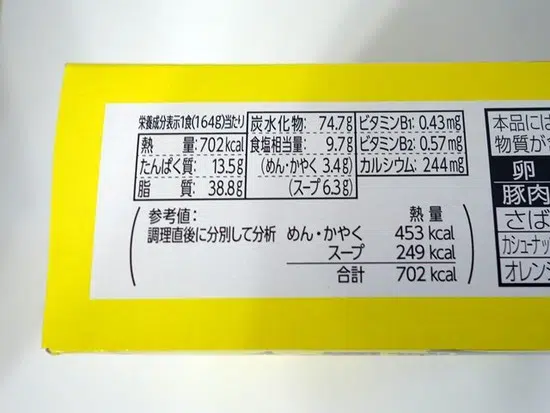 栄養成分表示1食(164g)当たり
熱量:702kcal
たんぱく質: 13.5g
脂質: 38.8g
炭水化物: 74.7g
食塩相当量: 9.7g
(めん・かやく 3.4g)
(スープ 6.3g)
ビタミンB1: 0.43mg
ビタミンB2: 0.57mg
カルシウム: 244mg
参考値:
調理直後に分別して分析
熱量
めん・かやく 453 kcal
スープ 249 kcal
合計 702 kcal
本品には
物質が
卵
豚肉
さば
カシューナッ
オレンジ